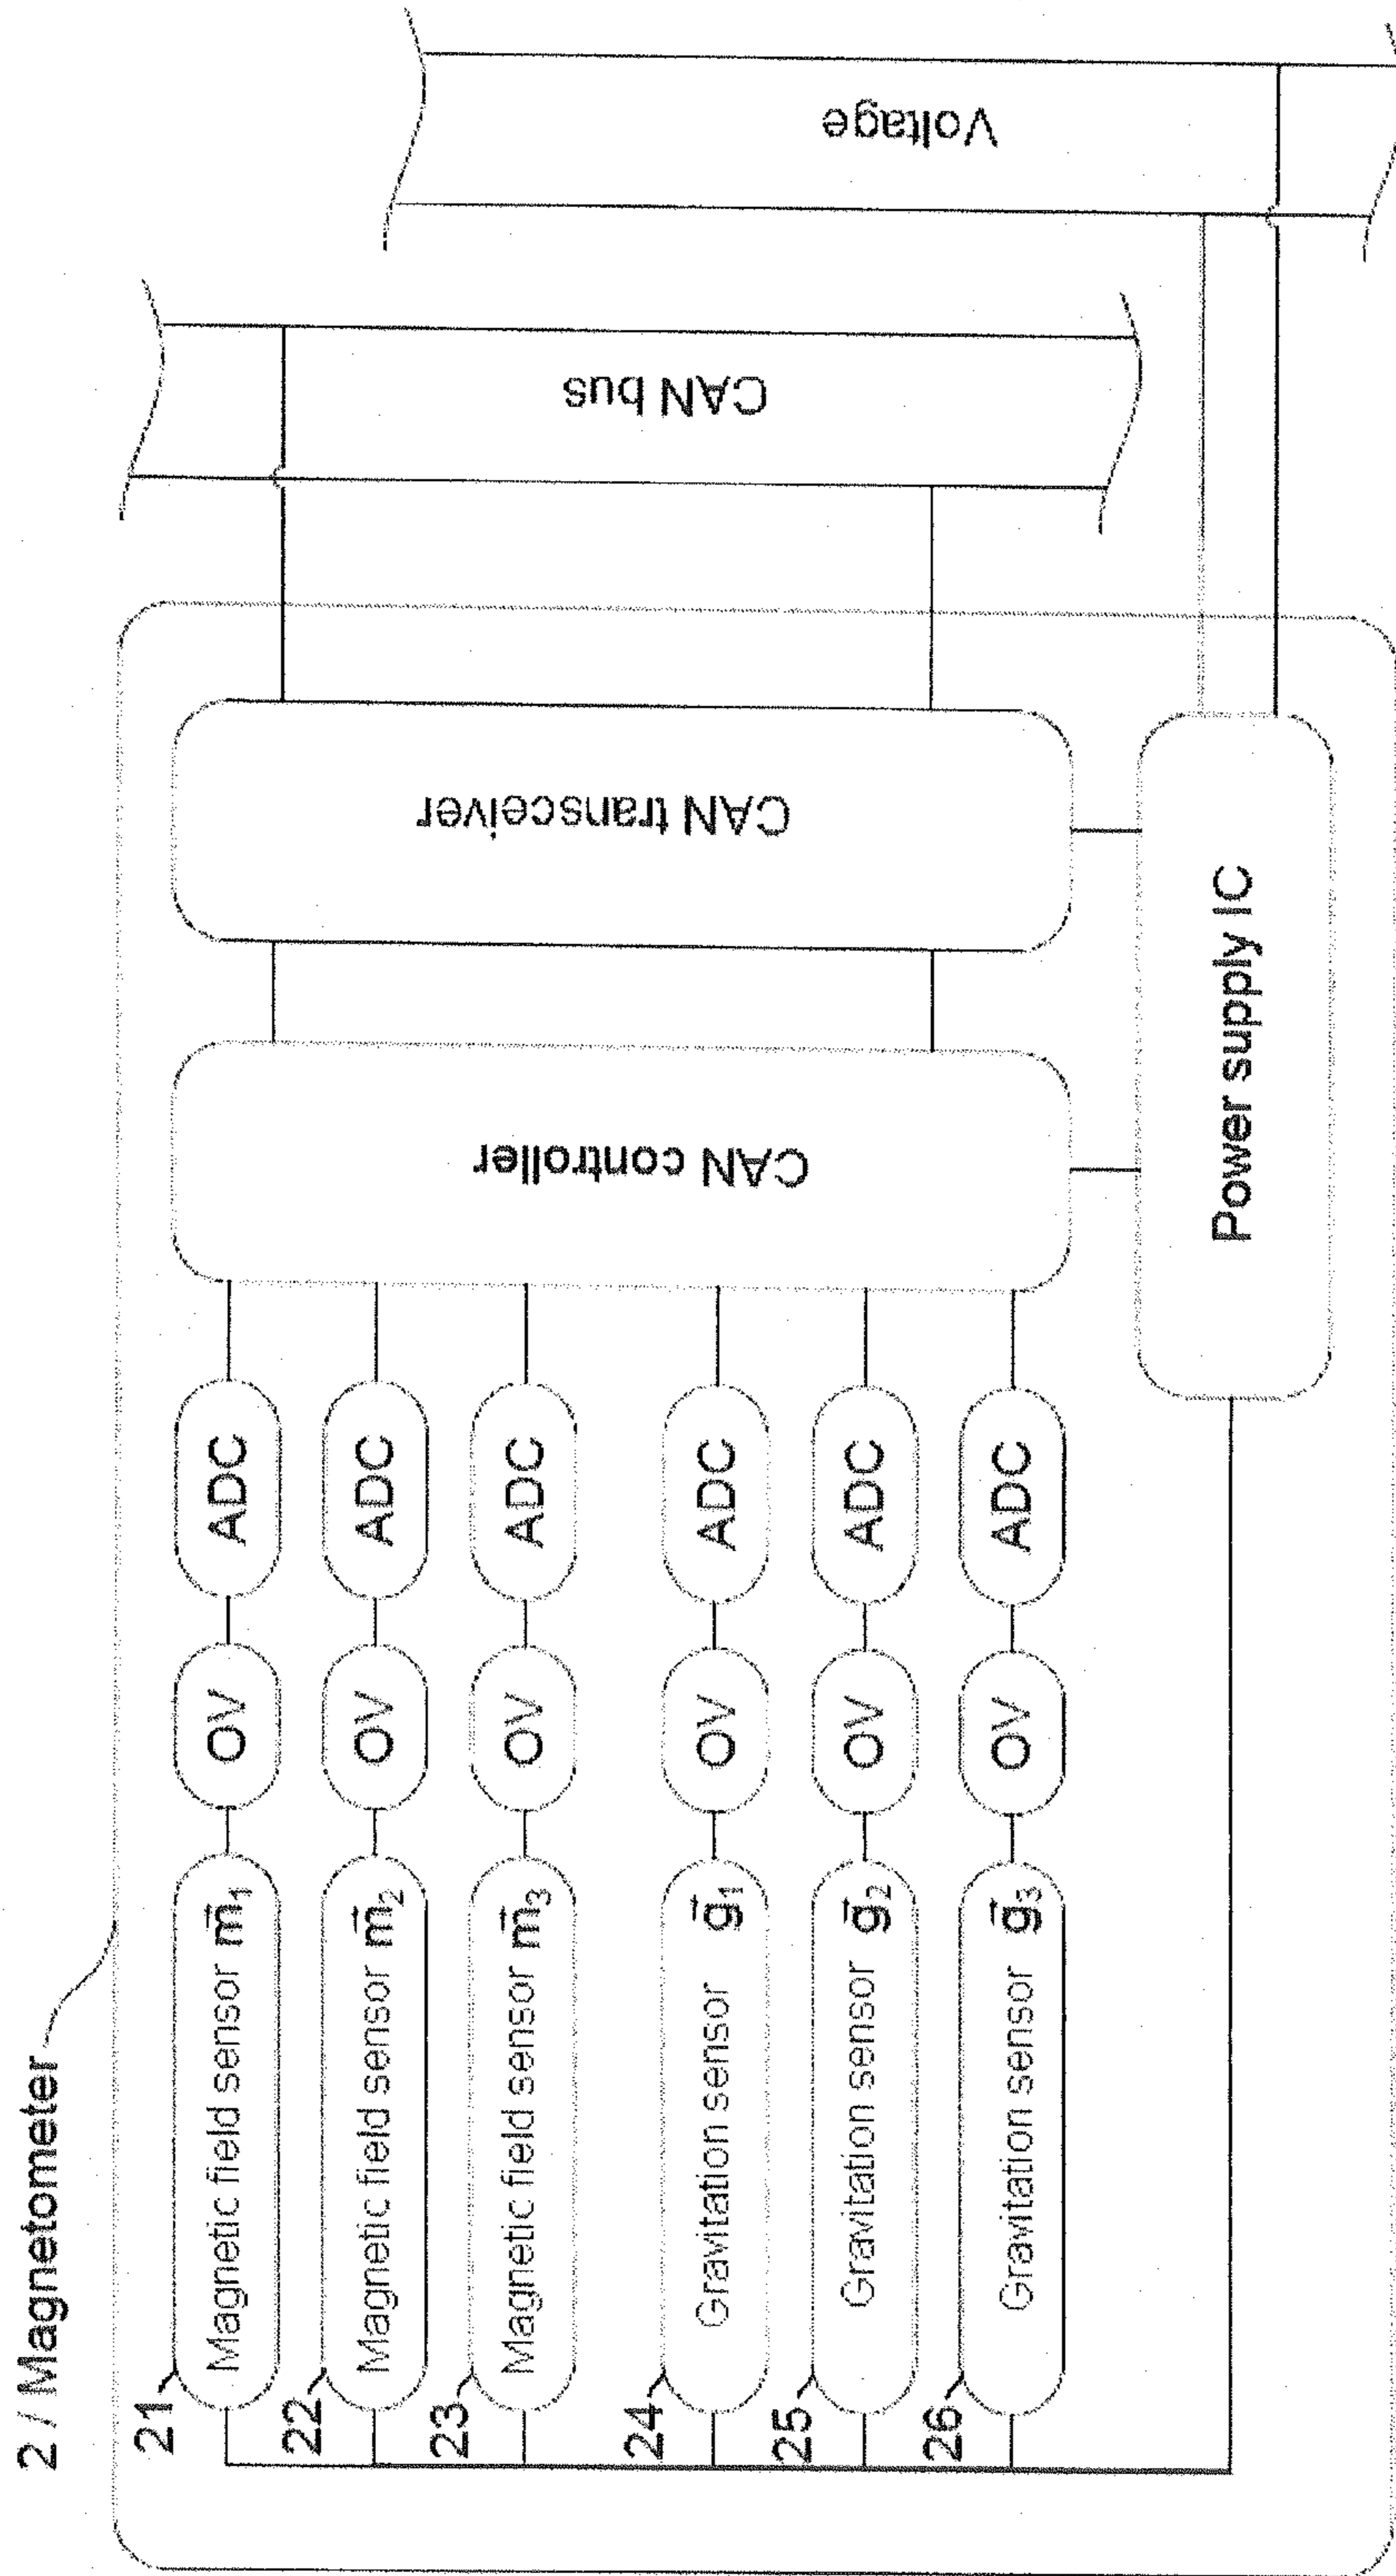 2 / Magnetometer
21
Magnetic field sensor m⃗₁
OV
ADC
22
Magnetic field sensor m⃗₂
OV
ADC
23
Magnetic field sensor m⃗₃
OV
ADC
24
Gravitation sensor g⃗₁
OV
ADC
25
Gravitation sensor g⃗₂
OV
ADC
26
Gravitation sensor g⃗₃
OV
ADC
CAN controller
CAN transceiver
CAN bus
Voltage
Power supply IC